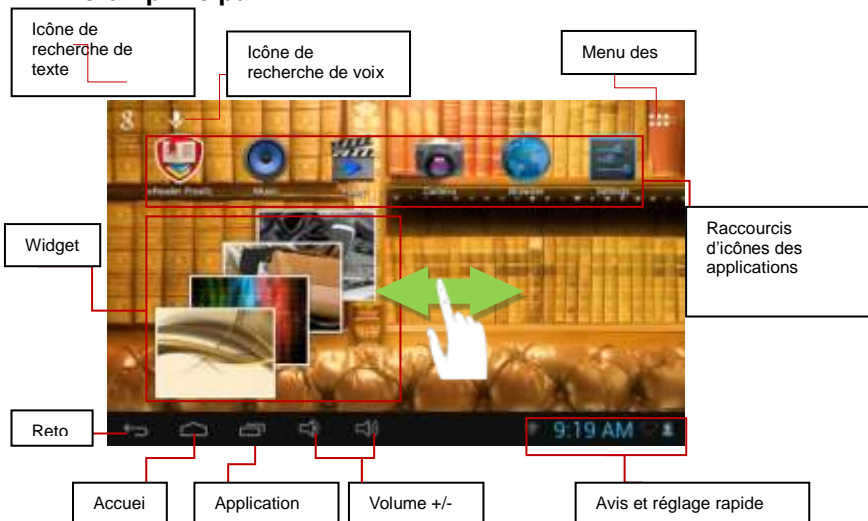 Icône de
recherche de
texte
Icône de
recherche de voix
Menu des
Music
Camera
Browser
Settings
Widget
Raccourcis
d'icônes des
applications
Reto
9:19 AM
Accuei
Application
Volume +/-
Avis et réglage rapide